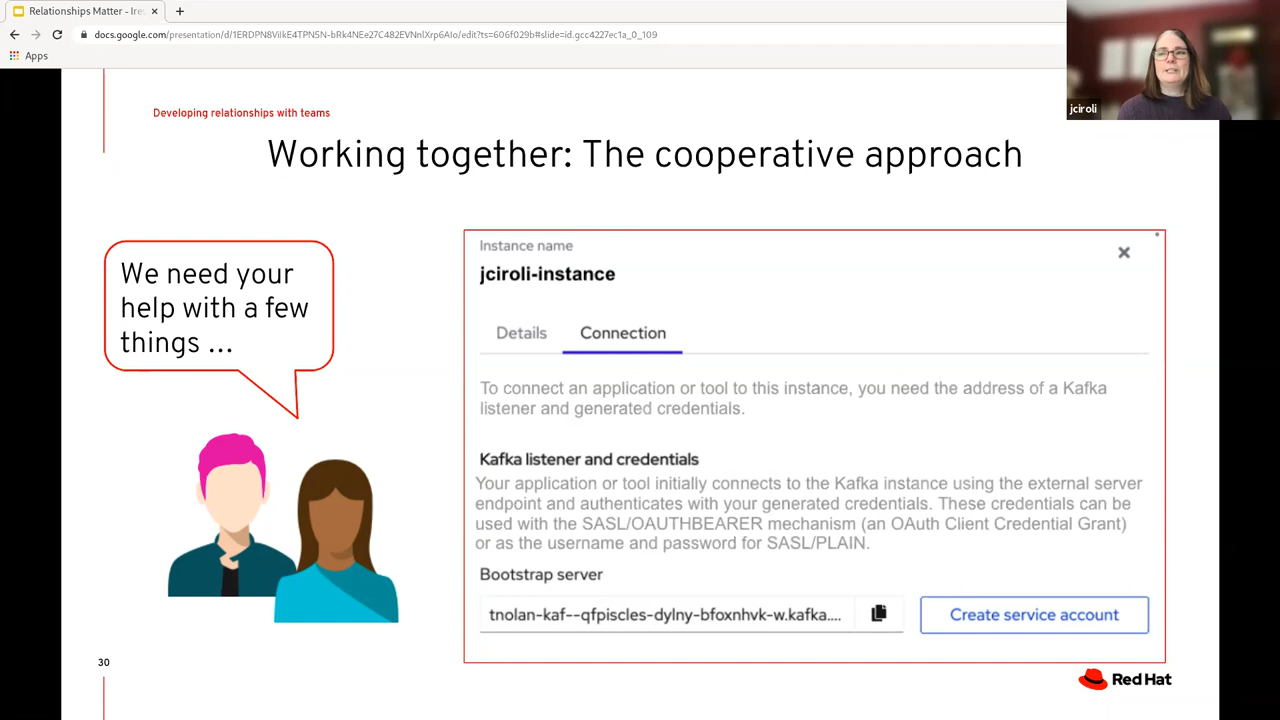 Relationships Matter - Ire
docs.google.com/presentation/d/1ERDPN8ViIkE4TPN5N-bRk4NEe27C482EVNnlXrp6AIo/edit?ts=606f029b#slide=id.gcc4227ec1a_0_109
Apps
jciroli
Developing relationships with teams
Working together: The cooperative approach
We need your
help with a few
things ...
Instance name
jciroli-instance
Details Connection
To connect an application or tool to this instance, you need the address of a Kafka
listener and generated credentials.
Kafka listener and credentials
Your application or tool initially connects to the Kafka instance using the external server
endpoint and authenticates with your generated credentials. These credentials can be
used with the SASL/OAUTHBEARER mechanism (an OAuth Client Credential Grant)
or as the username and password for SASL/PLAIN.
Bootstrap server
tnolan-kaf--qfpiscles-dylny-bfoxnhvk-w.kafka.... Create service account
30
Red Hat